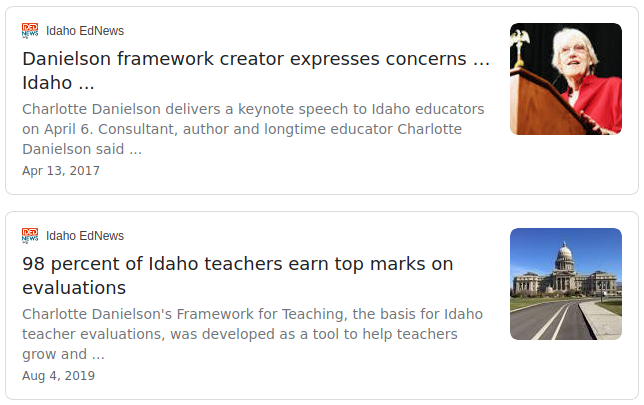 Idaho EdNews
Danielson framework creator expresses concerns ...
Idaho ...
Charlotte Danielson delivers a keynote speech to Idaho educators
on April 6. Consultant, author and longtime educator Charlotte
Danielson said ...
Apr 13, 2017
Idaho EdNews
98 percent of Idaho teachers earn top marks on
evaluations
Charlotte Danielson's Framework for Teaching, the basis for Idaho
teacher evaluations, was developed as a tool to help teachers
grow and ...
Aug 4, 2019